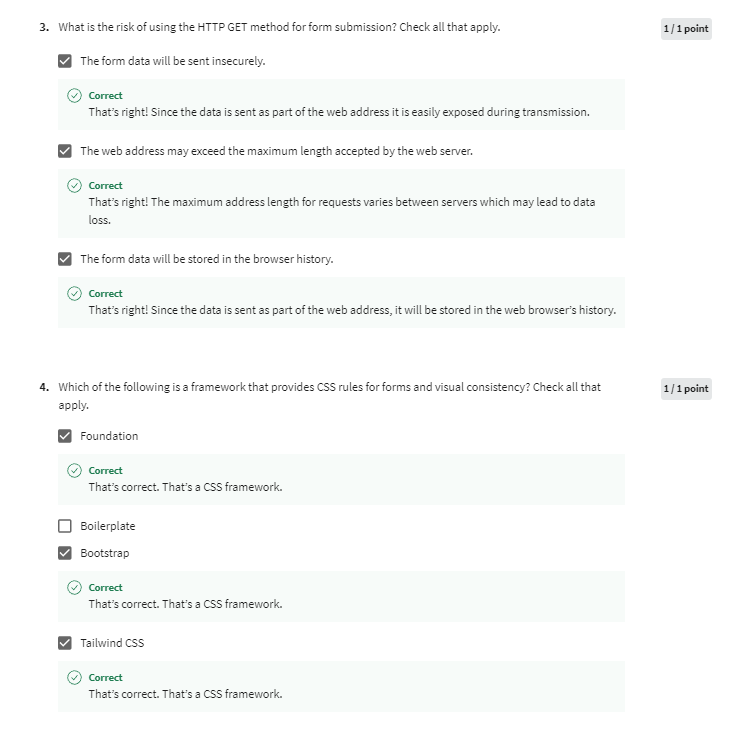 3. What is the risk of using the HTTP GET method for form submission? Check all that apply.
1 / 1 point
The form data will be sent insecurely.
Correct
That's right! Since the data is sent as part of the web address it is easily exposed during transmission.
The web address may exceed the maximum length accepted by the web server.
Correct
That's right! The maximum address length for requests varies between servers which may lead to data
loss.
The form data will be stored in the browser history.
Correct
That's right! Since the data is sent as part of the web address, it will be stored in the web browser's history.
4. Which of the following is a framework that provides CSS rules for forms and visual consistency? Check all that
apply.
1 / 1 point
Foundation
Correct
That's correct. That's a CSS framework.
Boilerplate
Bootstrap
Correct
That's correct. That's a CSS framework.
Tailwind CSS
Correct
That's correct. That's a CSS framework.